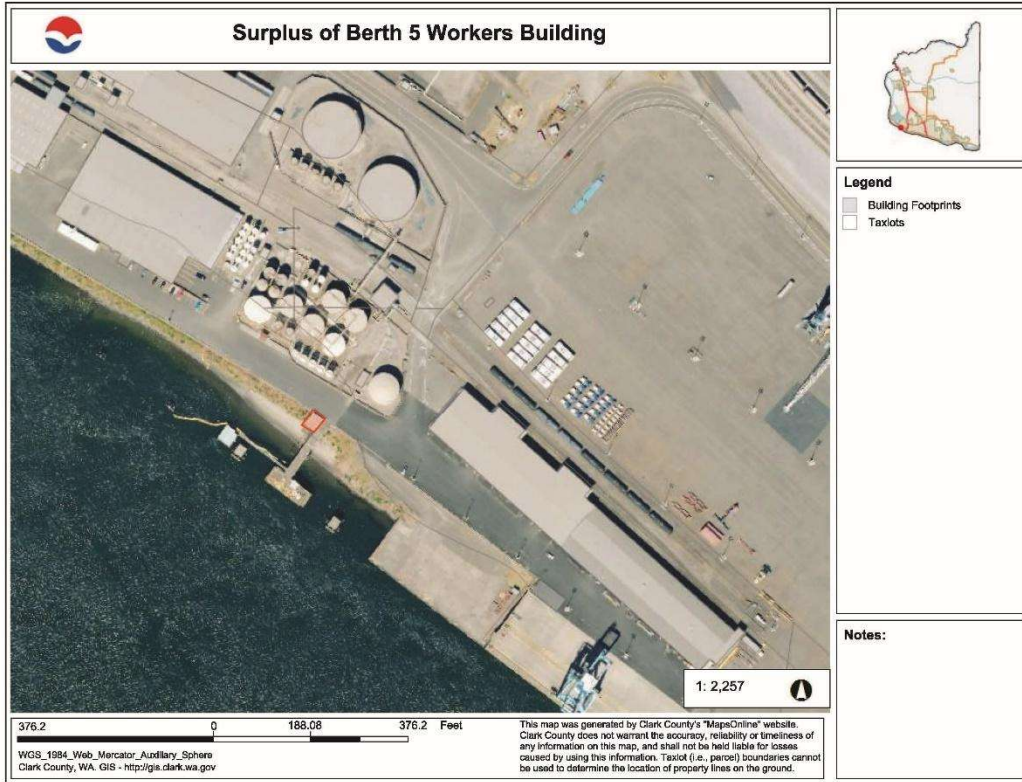 Surplus of Berth 5 Workers Building
Legend
Building Footprints
Taxlots
Notes:
1: 2,257
376.2 0 188.08 376.2 Feet
WGS_1984_Web_Mercator_Auxiliary_Sphere
Clark County, WA. GIS - http://gis.clark.wa.gov
This map was generated by Clark County's "MapsOnline" website.
Clark County does not warrant the accuracy, reliability or timeliness of
any information on this map, and shall not be held liable for losses
caused by using this information. Taxlot (i.e., parcel) boundaries cannot
be used to determine the location of property lines on the ground.